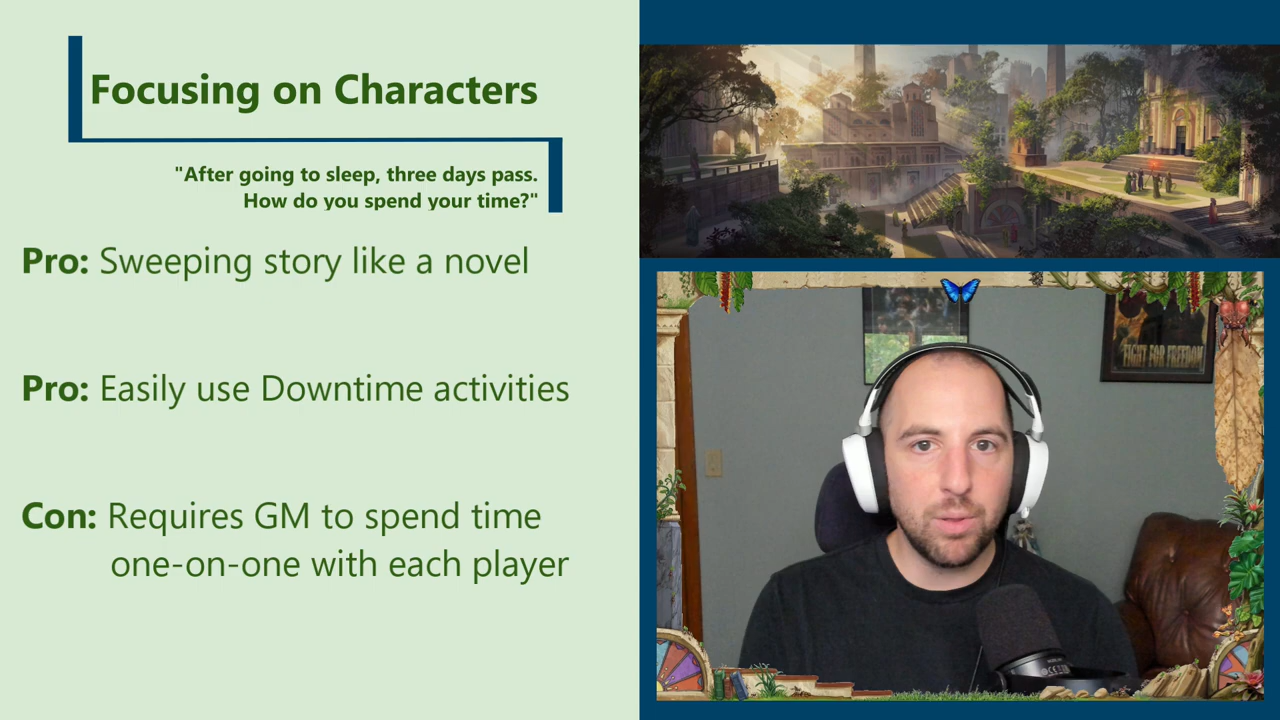 Focusing on Characters
"After going to sleep, three days pass.
How do you spend your time?"
Pro: Sweeping story like a novel
Pro: Easily use Downtime activities
Con: Requires GM to spend time
one-on-one with each player
FIGHT FOR FREEDOM